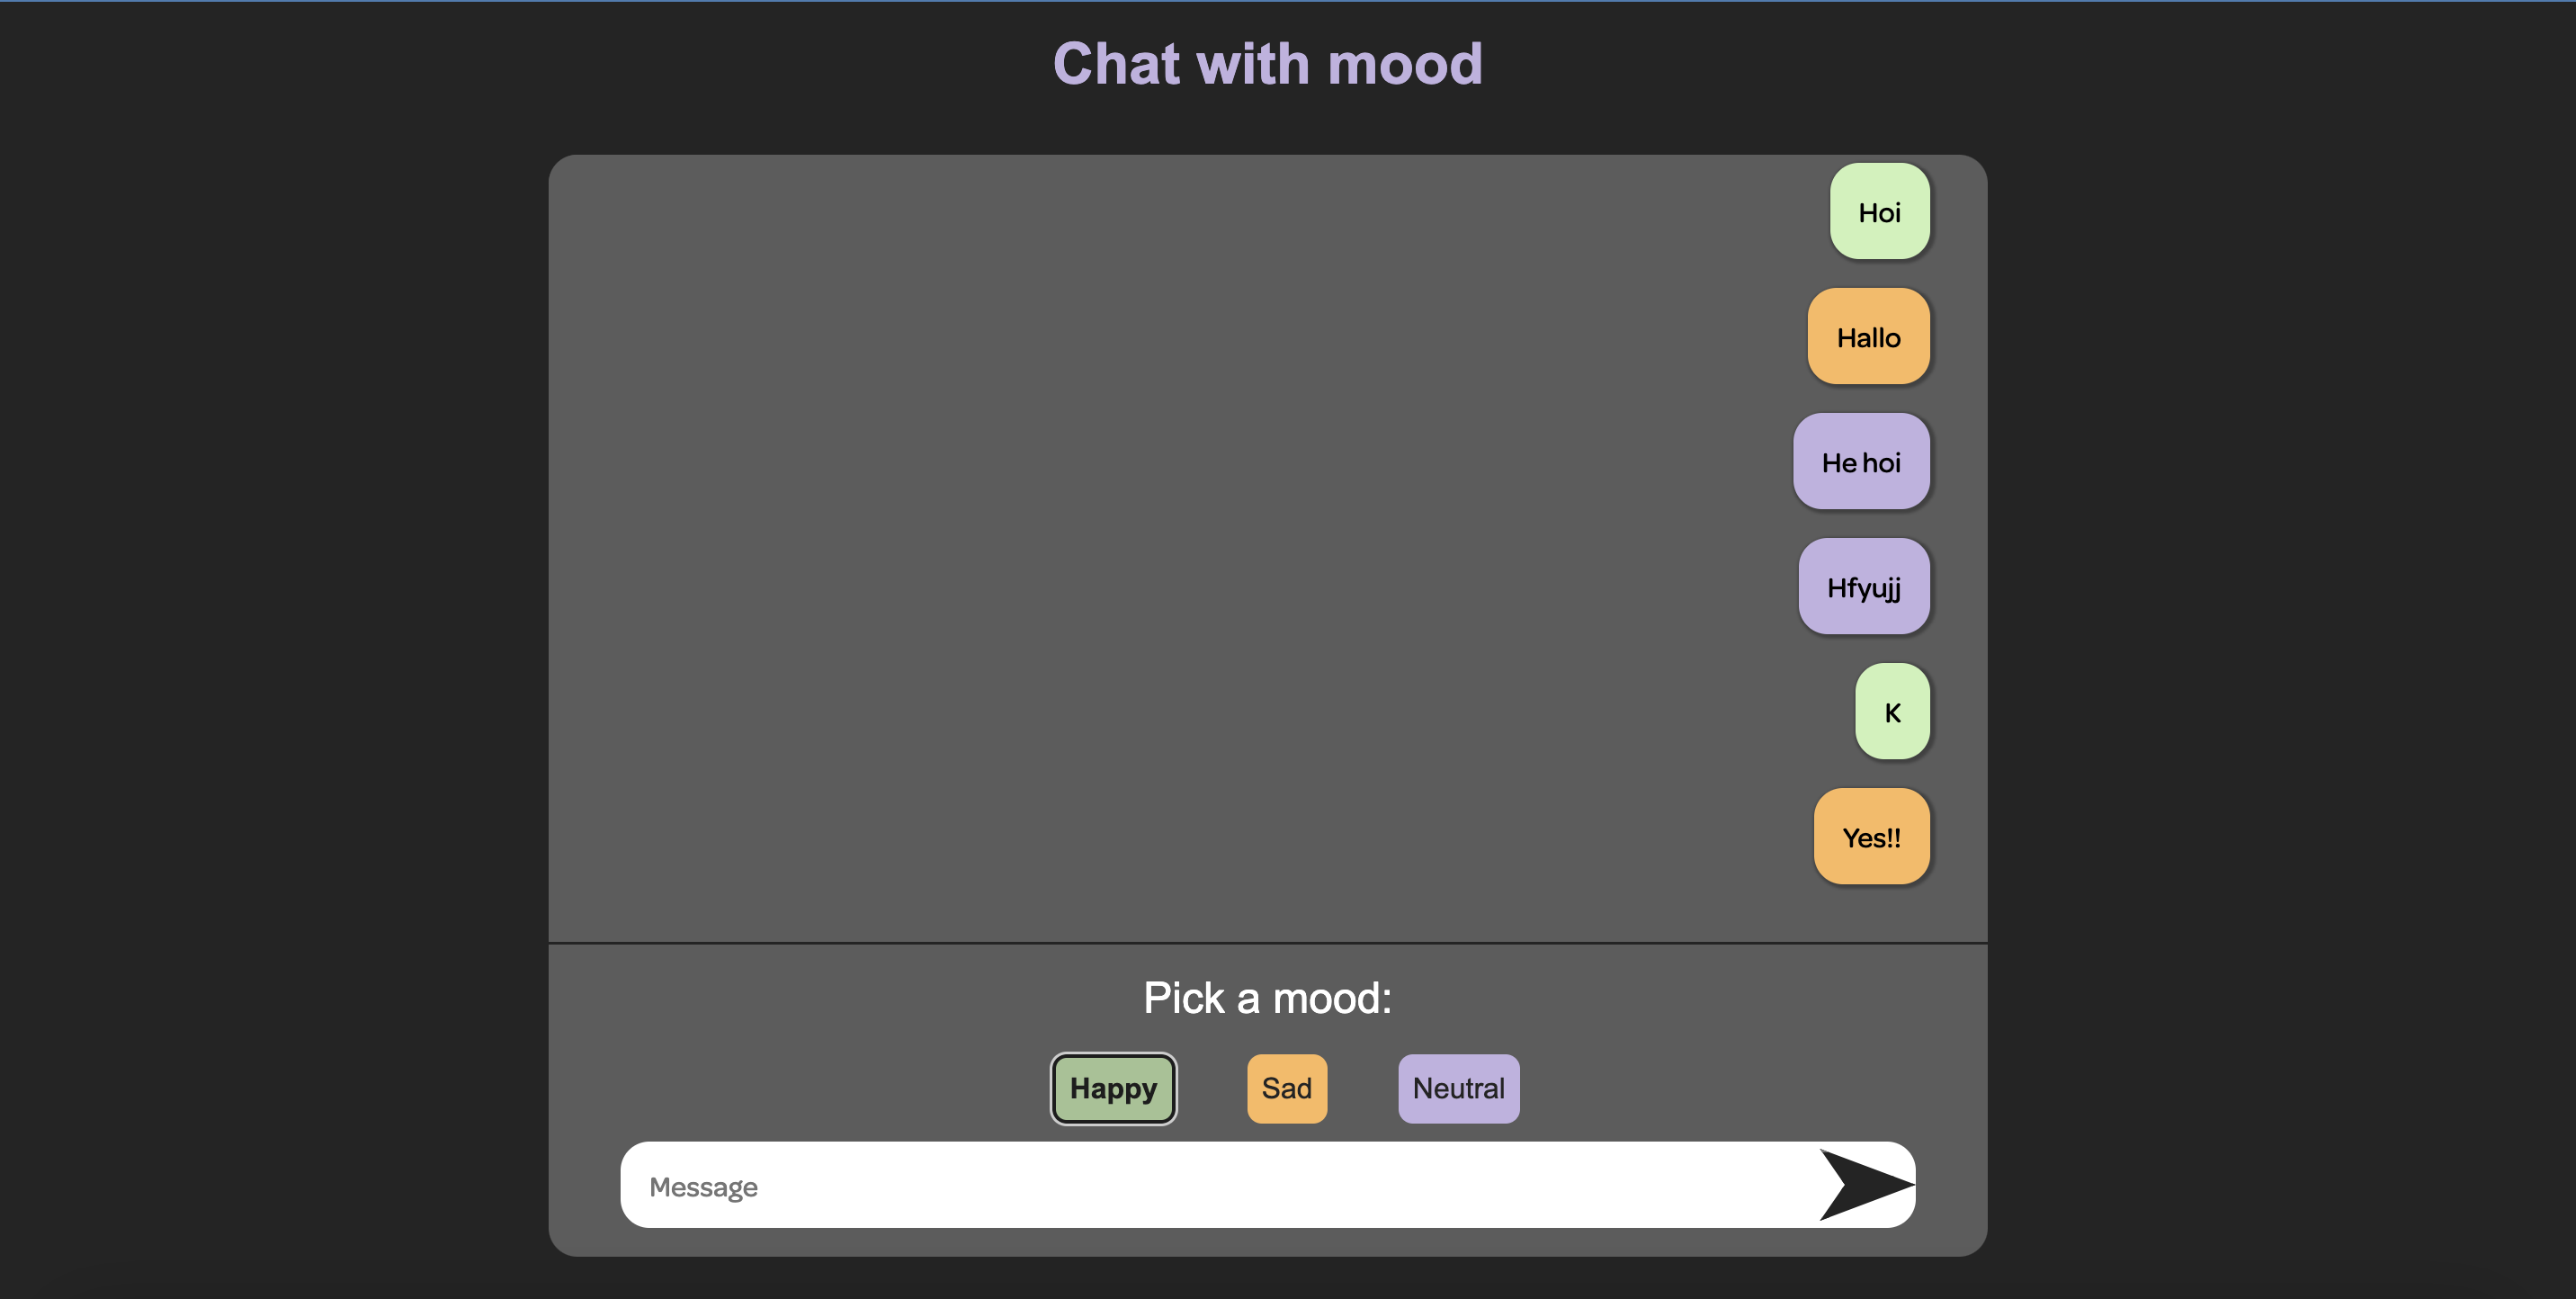 Chat with mood
Hoi
Hallo
He hoi
Hfyujj
K
Yes!!
Pick a mood:
Happy Sad Neutral
Message